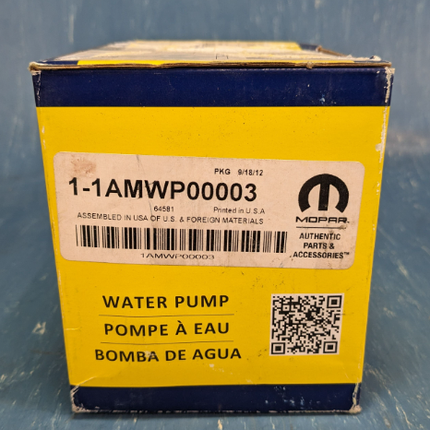 PKG 9/18/12
1-1AMWP00003
64581 Printed in U.S.A
ASSEMBLED IN USA OF U.S. & FOREIGN MATERIALS
1AMWP00003
MOPAR
AUTHENTIC
PARTS &
ACCESSORIES™
WATER PUMP
POMPE À EAU
BOMBA DE AGUA